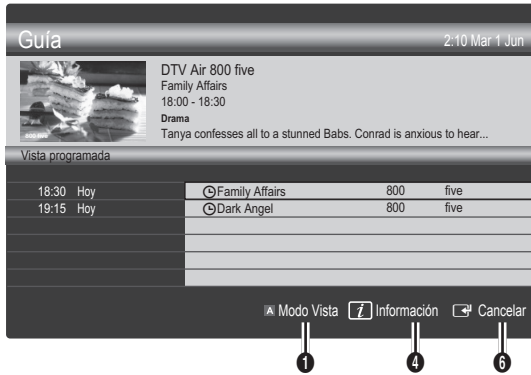 Guía 2:10 Mar 1 Jun
DTV Air 800 five
Family Affairs
18:00 - 18:30
Drama
Tanya confesses all to a stunned Babs. Conrad is anxious to hear...
Vista programada
18:30 Hoy Family Affairs 800 five
19:15 Hoy Dark Angel 800 five
A Modo Vista i Información Cancelar
1 4 6